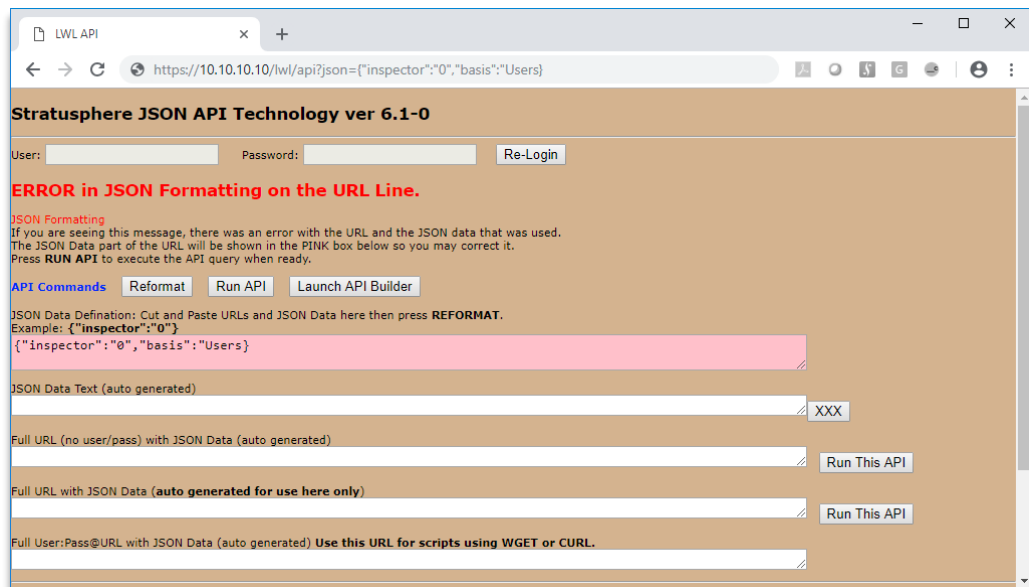 LWL API
https://10.10.10.10/lwl/api?json={"inspector":"0","basis":"Users}
Stratusphere JSON API Technology ver 6.1-0
User: Password: Re-Login
ERROR in JSON Formatting on the URL Line.
JSON Formatting
If you are seeing this message, there was an error with the URL and the JSON data that was used.
The JSON Data part of the URL will be shown in the PINK box below so you may correct it.
Press RUN API to execute the API query when ready.
API Commands Reformat Run API Launch API Builder
JSON Data Defination: Cut and Paste URLs and JSON Data here then press REFORMAT.
Example: {"inspector":"0"}
{"inspector":"0","basis":"Users}
JSON Data Text (auto generated)
XXX
Full URL (no user/pass) with JSON Data (auto generated)
Run This API
Full URL with JSON Data (auto generated for use here only)
Run This API
Full User:Pass@URL with JSON Data (auto generated) Use this URL for scripts using WGET or CURL.